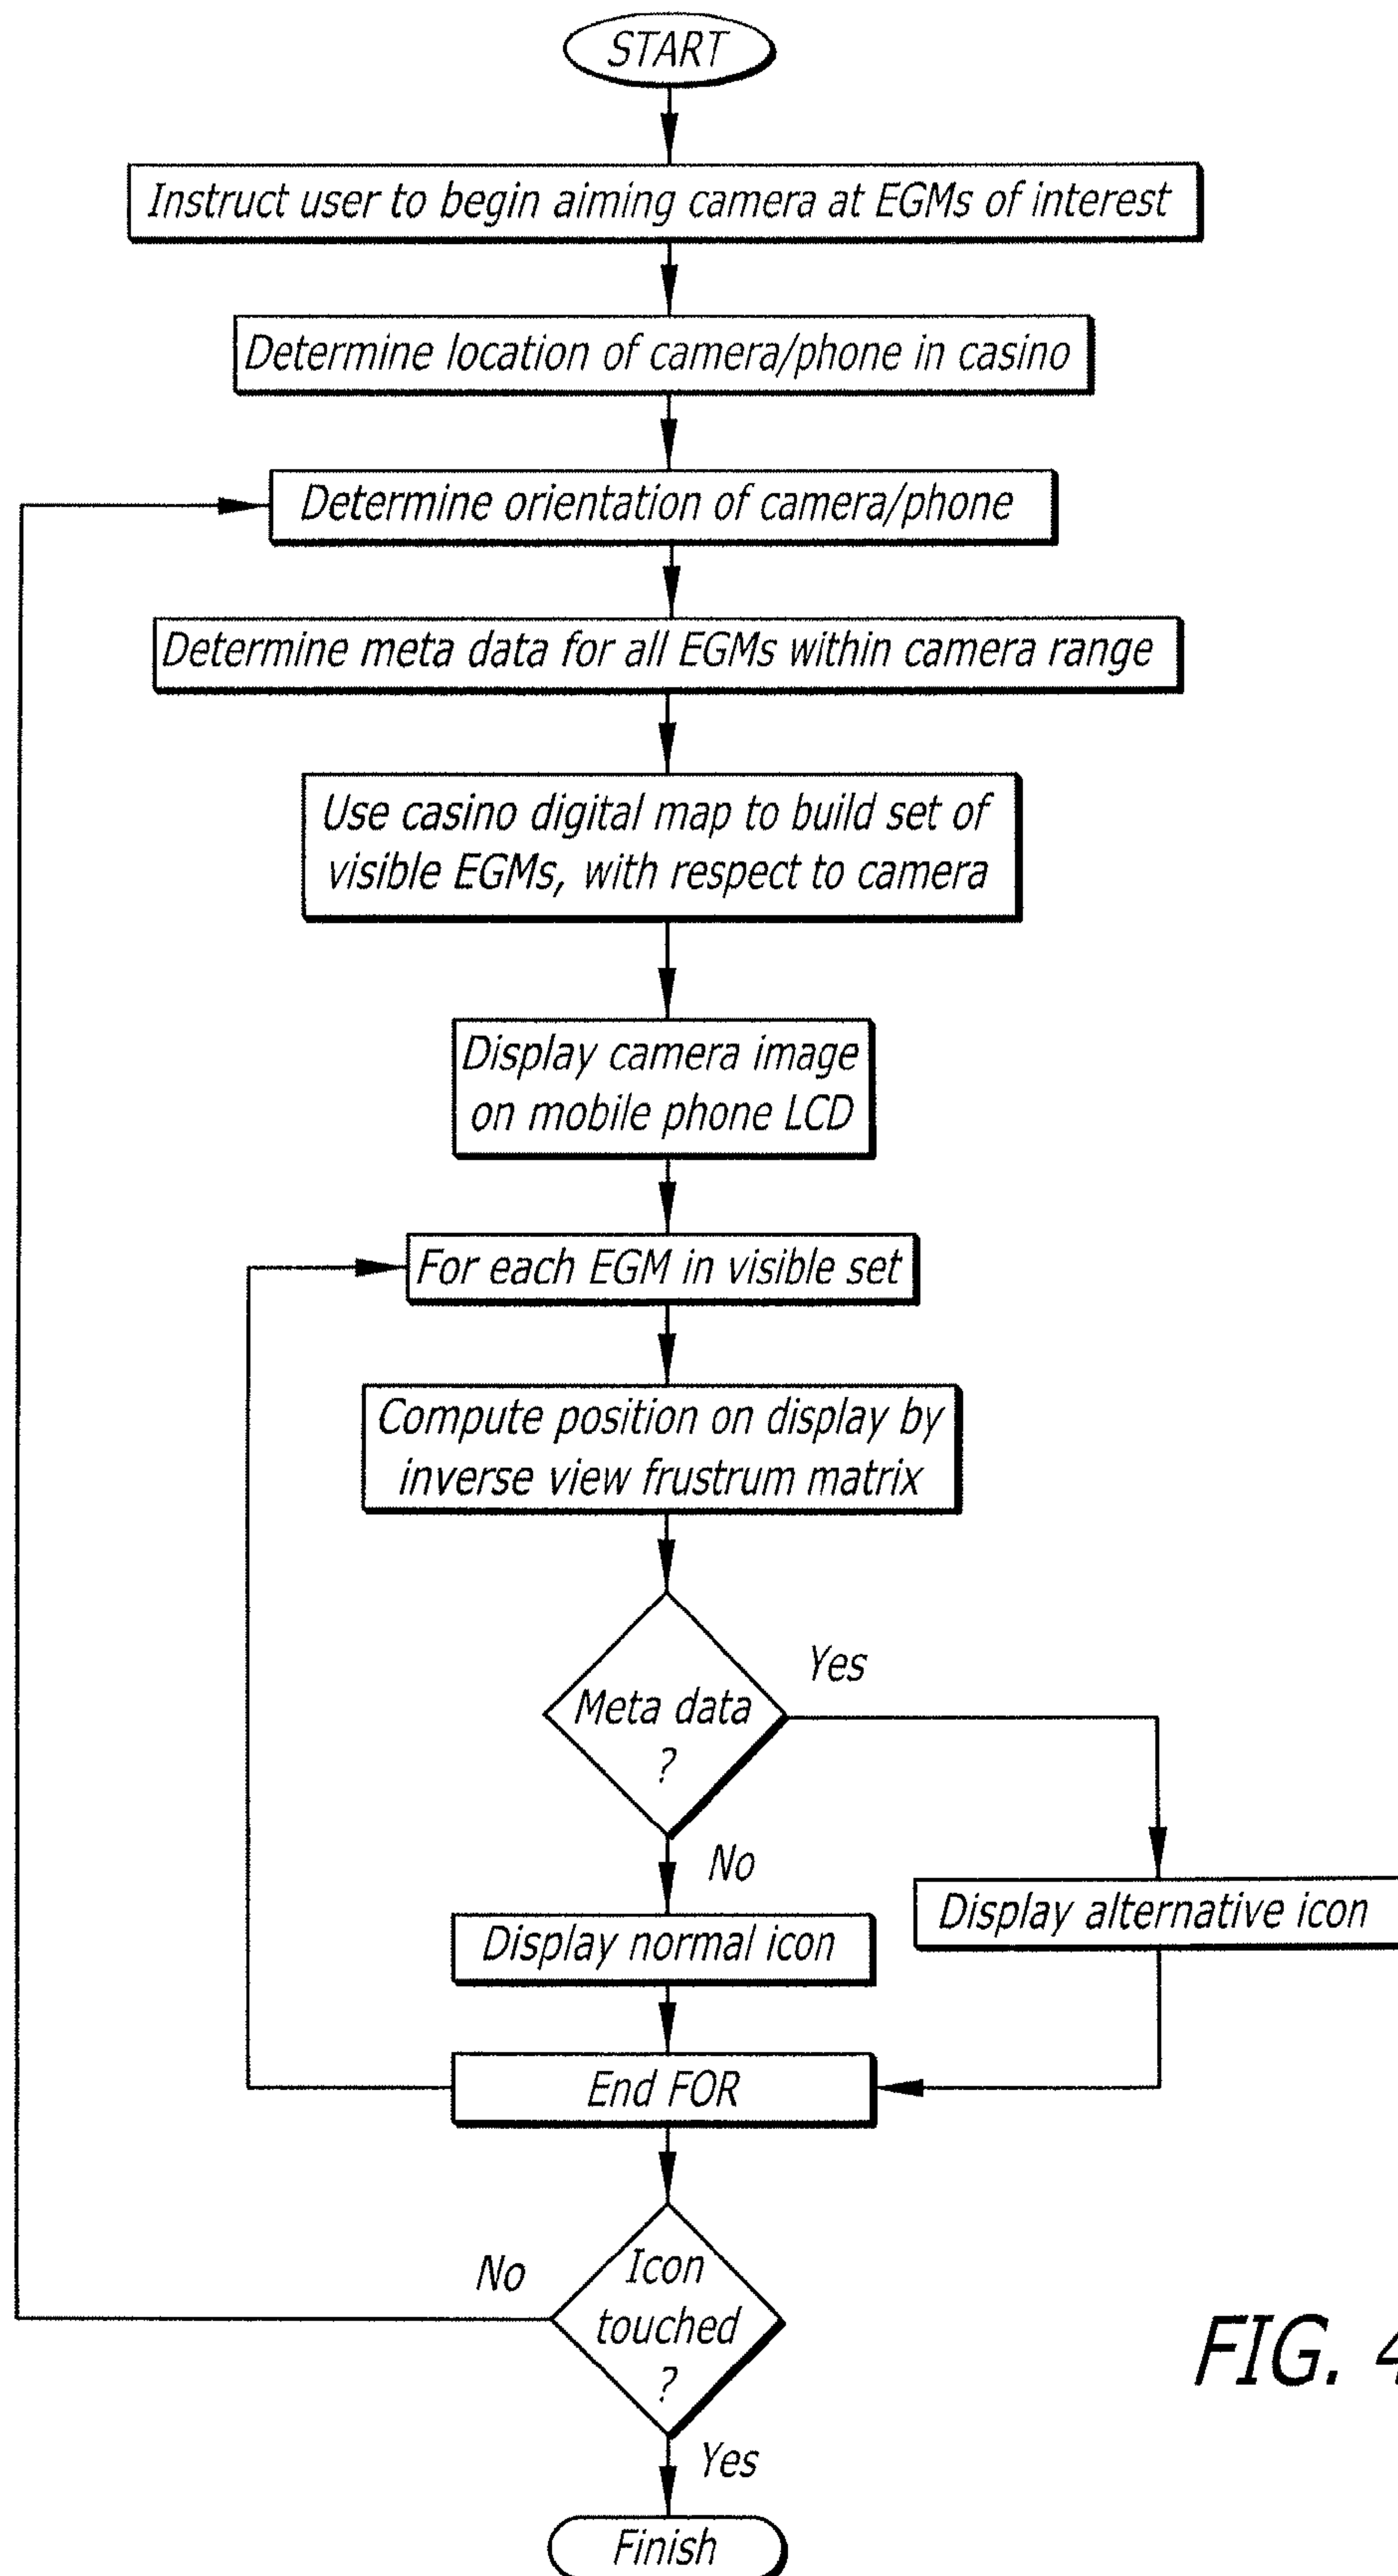 START
Instruct user to begin aiming camera at EGMs of interest
Determine location of camera/phone in casino
Determine orientation of camera/phone
Determine meta data for all EGMs within camera range
Use casino digital map to build set of
visible EGMs, with respect to camera
Display camera image
on mobile phone LCD
For each EGM in visible set
Compute position on display by
inverse view frustrum matrix
Yes
Meta data
?
No
Display alternative icon
Display normal icon
End FOR
No
Icon
touched
?
FIG. 4
Yes
Finish